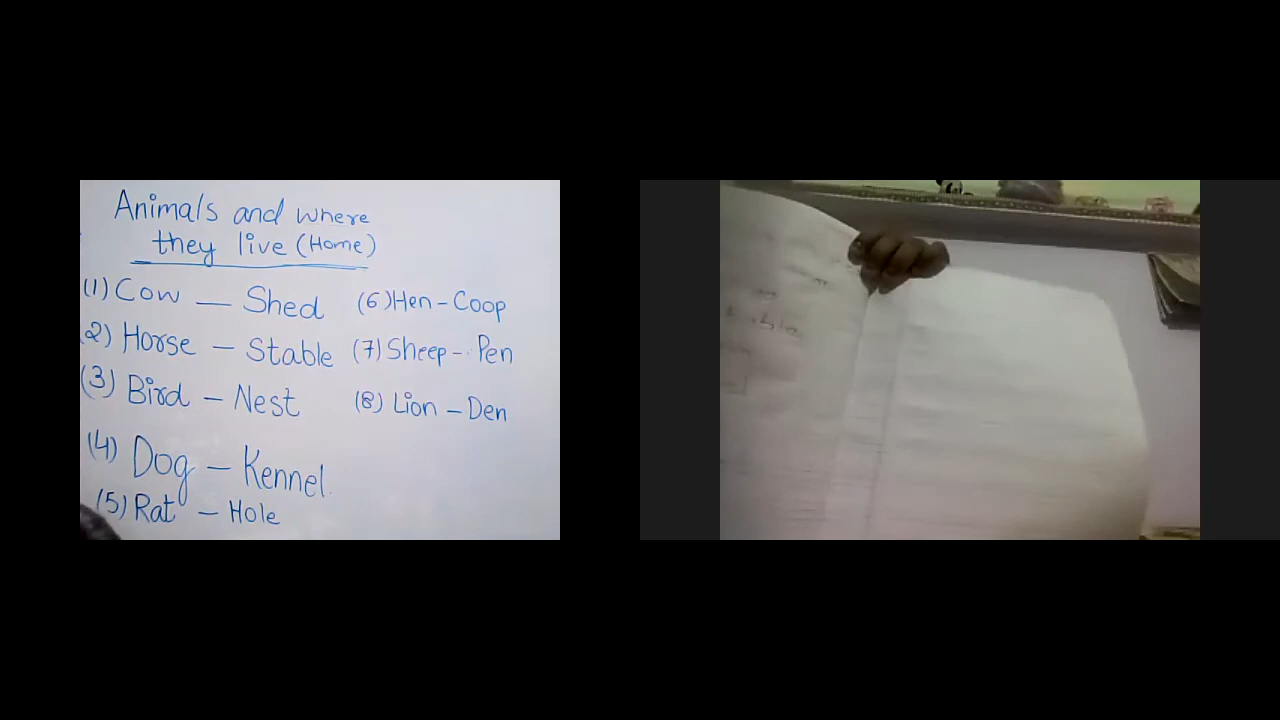 Animals and where
they live (Home)
(1) Cow — Shed
(2) Horse — Stable
(3) Bird — Nest
(4) Dog — Kennel
(5) Rat — Hole
(6) Hen - Coop
(7) Sheep - Pen
(8) Lion - Den